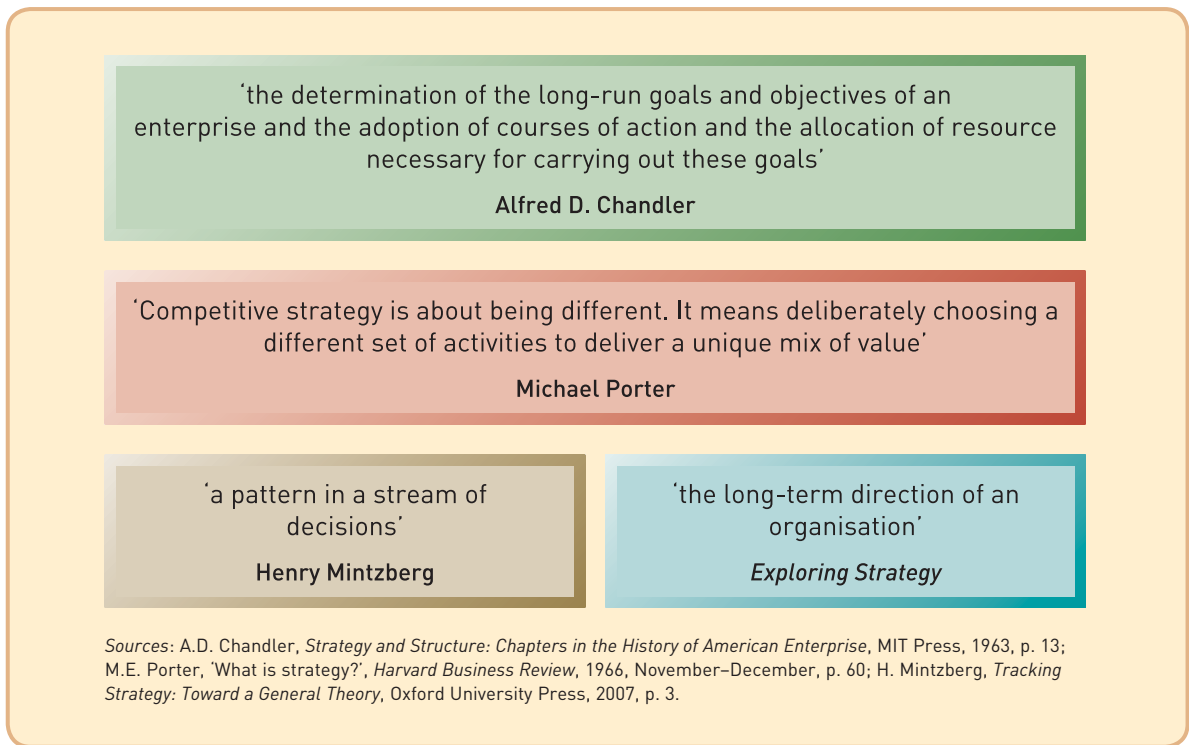 ‘the determination of the long-run goals and objectives of an
enterprise and the adoption of courses of action and the allocation of resource
necessary for carrying out these goals’
Alfred D. Chandler
‘Competitive strategy is about being different. It means deliberately choosing a
different set of activities to deliver a unique mix of value’
Michael Porter
‘a pattern in a stream of
decisions’
Henry Mintzberg
‘the long-term direction of an
organisation’
Exploring Strategy
Sources: A.D. Chandler, Strategy and Structure: Chapters in the History of American Enterprise, MIT Press, 1963, p. 13;
M.E. Porter, ‘What is strategy?’, Harvard Business Review, 1966, November–December, p. 60; H. Mintzberg, Tracking
Strategy: Toward a General Theory, Oxford University Press, 2007, p. 3.